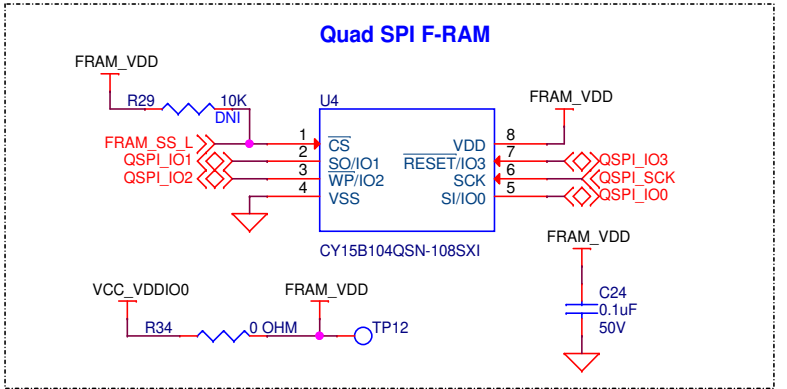 Quad SPI F-RAM
FRAM_VDD
R29 10K
DNI
U4
FRAM_VDD
FRAM_SS_L 1 CS VDD 8
QSPI_IO1 2 SO/IO1 RESET/IO3 7 QSPI_IO3
QSPI_IO2 3 WP/IO2 SCK 6 QSPI_SCK
4 VSS SI/IO0 5 QSPI_IO0
CY15B104QSN-108SXI
FRAM_VDD
VCC_VDDIO0 FRAM_VDD
C24
0.1uF
50V
R34 0 OHM TP12